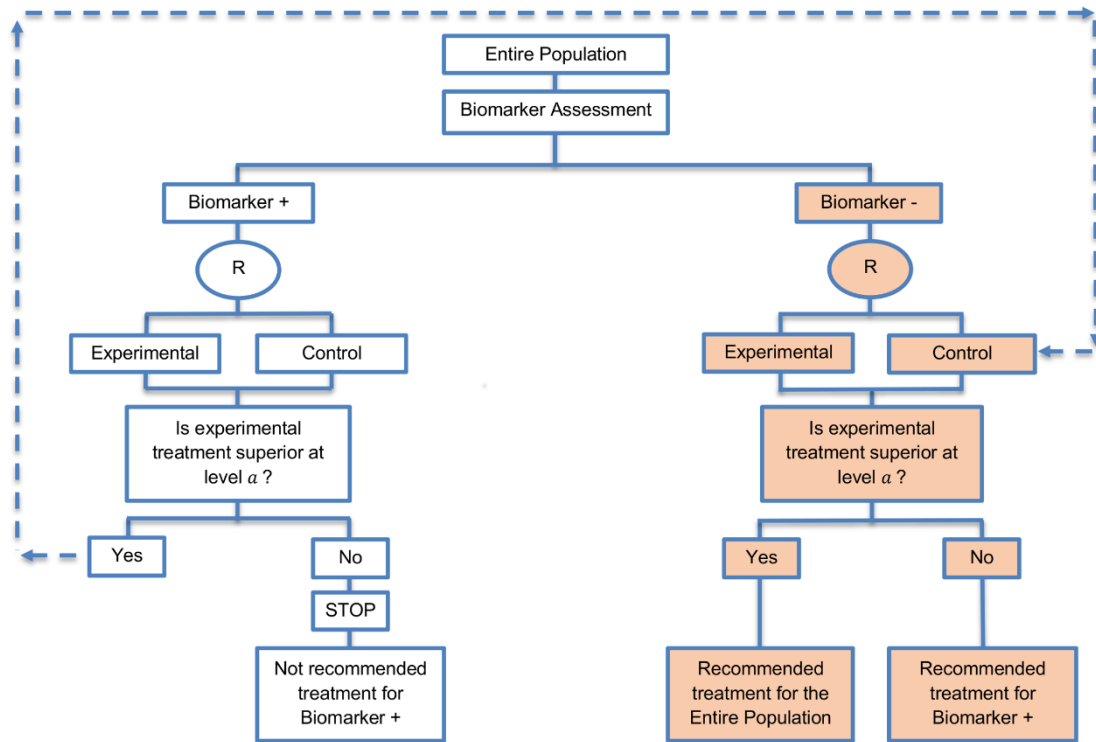 Entire Population
Biomarker Assessment
Biomarker +
Biomarker -
R
R
Experimental
Control
Experimental
Control
Is experimental
treatment superior at
level 𝑎 ?
Is experimental
treatment superior at
level 𝑎 ?
Yes
No
Yes
No
STOP
Not recommended
treatment for
Biomarker +
Recommended
treatment for the
Entire Population
Recommended
treatment for
Biomarker +